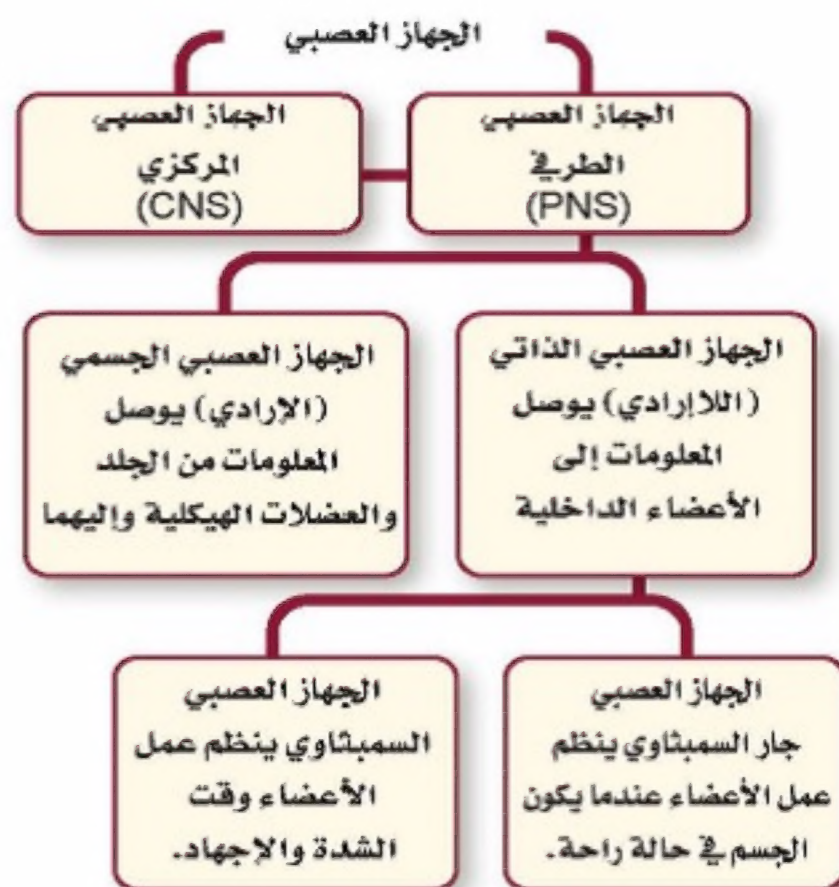 الجهاز العصبي
الجهاز العصبي
الطرفي
(PNS)
الجهاز العصبي
المركزي
(CNS)
الجهاز العصبي الذاتي
(اللاإرادي) يوصل
المعلومات إلى
الأعضاء الداخلية
الجهاز العصبي الجسمي
(الإرادي) يوصل
المعلومات من الجلد
والعضلات الهيكلية وإليهما
الجهاز العصبي
جار السمبثاوي ينظم
عمل الأعضاء عندما يكون
الجسم في حالة راحة.
الجهاز العصبي
السمبثاوي ينظم عمل
الأعضاء وقت
الشدة والإجهاد.